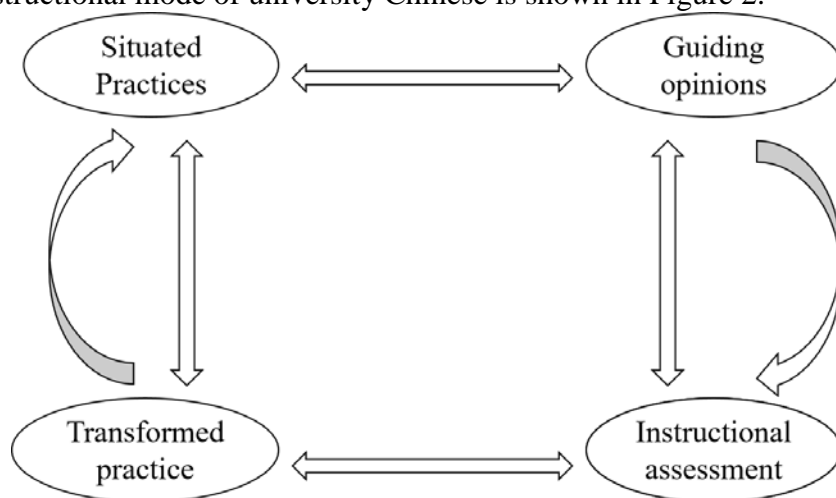 structional mode of university Chinese is shown in Figure 2.
Situated
Practices
Guiding
opinions
Transformed
practice
Instructional
assessment